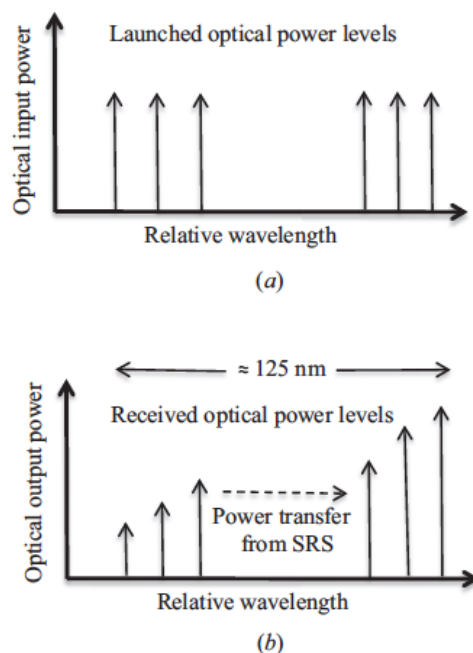 Launched optical power levels
Optical input power
Relative wavelength
(a)
≈ 125 nm
Received optical power levels
Optical output power
Power transfer
from SRS
Relative wavelength
(b)